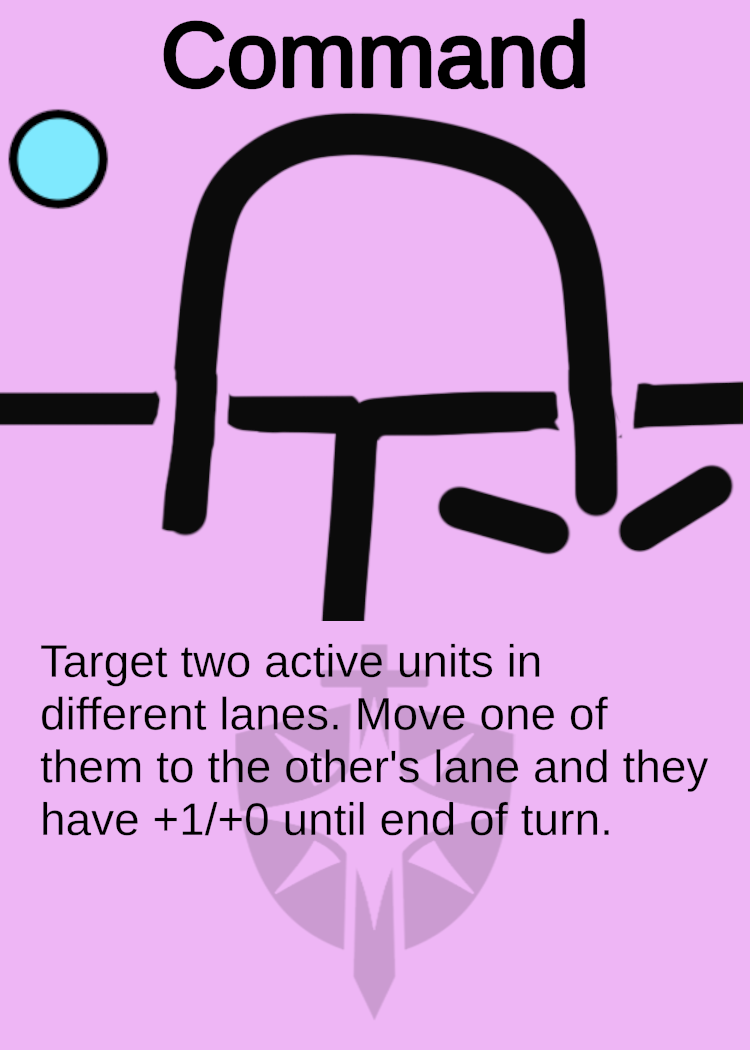 Command
Target two active units in
different lanes. Move one of
them to the other's lane and they
have +1/+0 until end of turn.